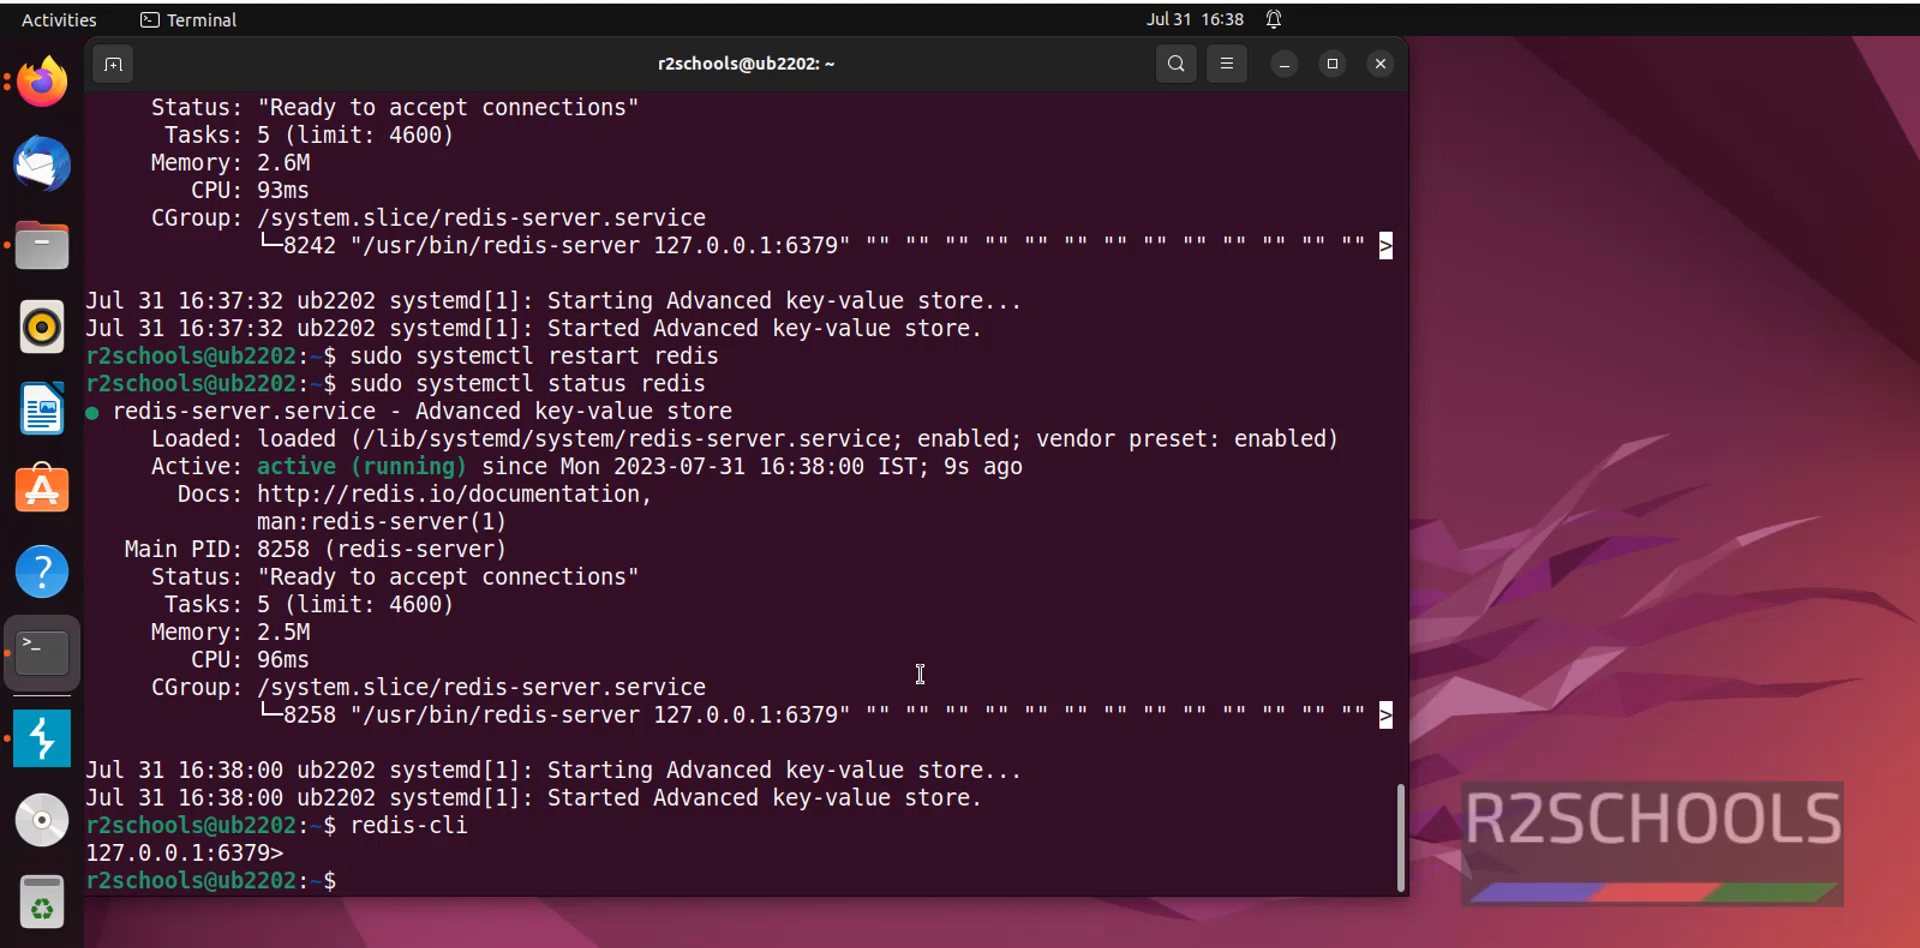 Activities
Terminal
Jul 31 16:38
r2schools@ub2202: ~
Status: "Ready to accept connections"
Tasks: 5 (limit: 4600)
Memory: 2.6M
CPU: 93ms
CGroup: /system.slice/redis-server.service
└─8242 "/usr/bin/redis-server 127.0.0.1:6379" "" "" "" "" "" "" "" "" "" "" "" "" "" >
Jul 31 16:37:32 ub2202 systemd[1]: Starting Advanced key-value store...
Jul 31 16:37:32 ub2202 systemd[1]: Started Advanced key-value store.
r2schools@ub2202:~$ sudo systemctl restart redis
r2schools@ub2202:~$ sudo systemctl status redis
● redis-server.service - Advanced key-value store
Loaded: loaded (/lib/systemd/system/redis-server.service; enabled; vendor preset: enabled)
Active: active (running) since Mon 2023-07-31 16:38:00 IST; 9s ago
Docs: http://redis.io/documentation,
man:redis-server(1)
Main PID: 8258 (redis-server)
Status: "Ready to accept connections"
Tasks: 5 (limit: 4600)
Memory: 2.5M
CPU: 96ms
CGroup: /system.slice/redis-server.service
└─8258 "/usr/bin/redis-server 127.0.0.1:6379" "" "" "" "" "" "" "" "" "" "" "" "" "" >
Jul 31 16:38:00 ub2202 systemd[1]: Starting Advanced key-value store...
Jul 31 16:38:00 ub2202 systemd[1]: Started Advanced key-value store.
r2schools@ub2202:~$ redis-cli
127.0.0.1:6379>
r2schools@ub2202:~$
R2SCHOOLS